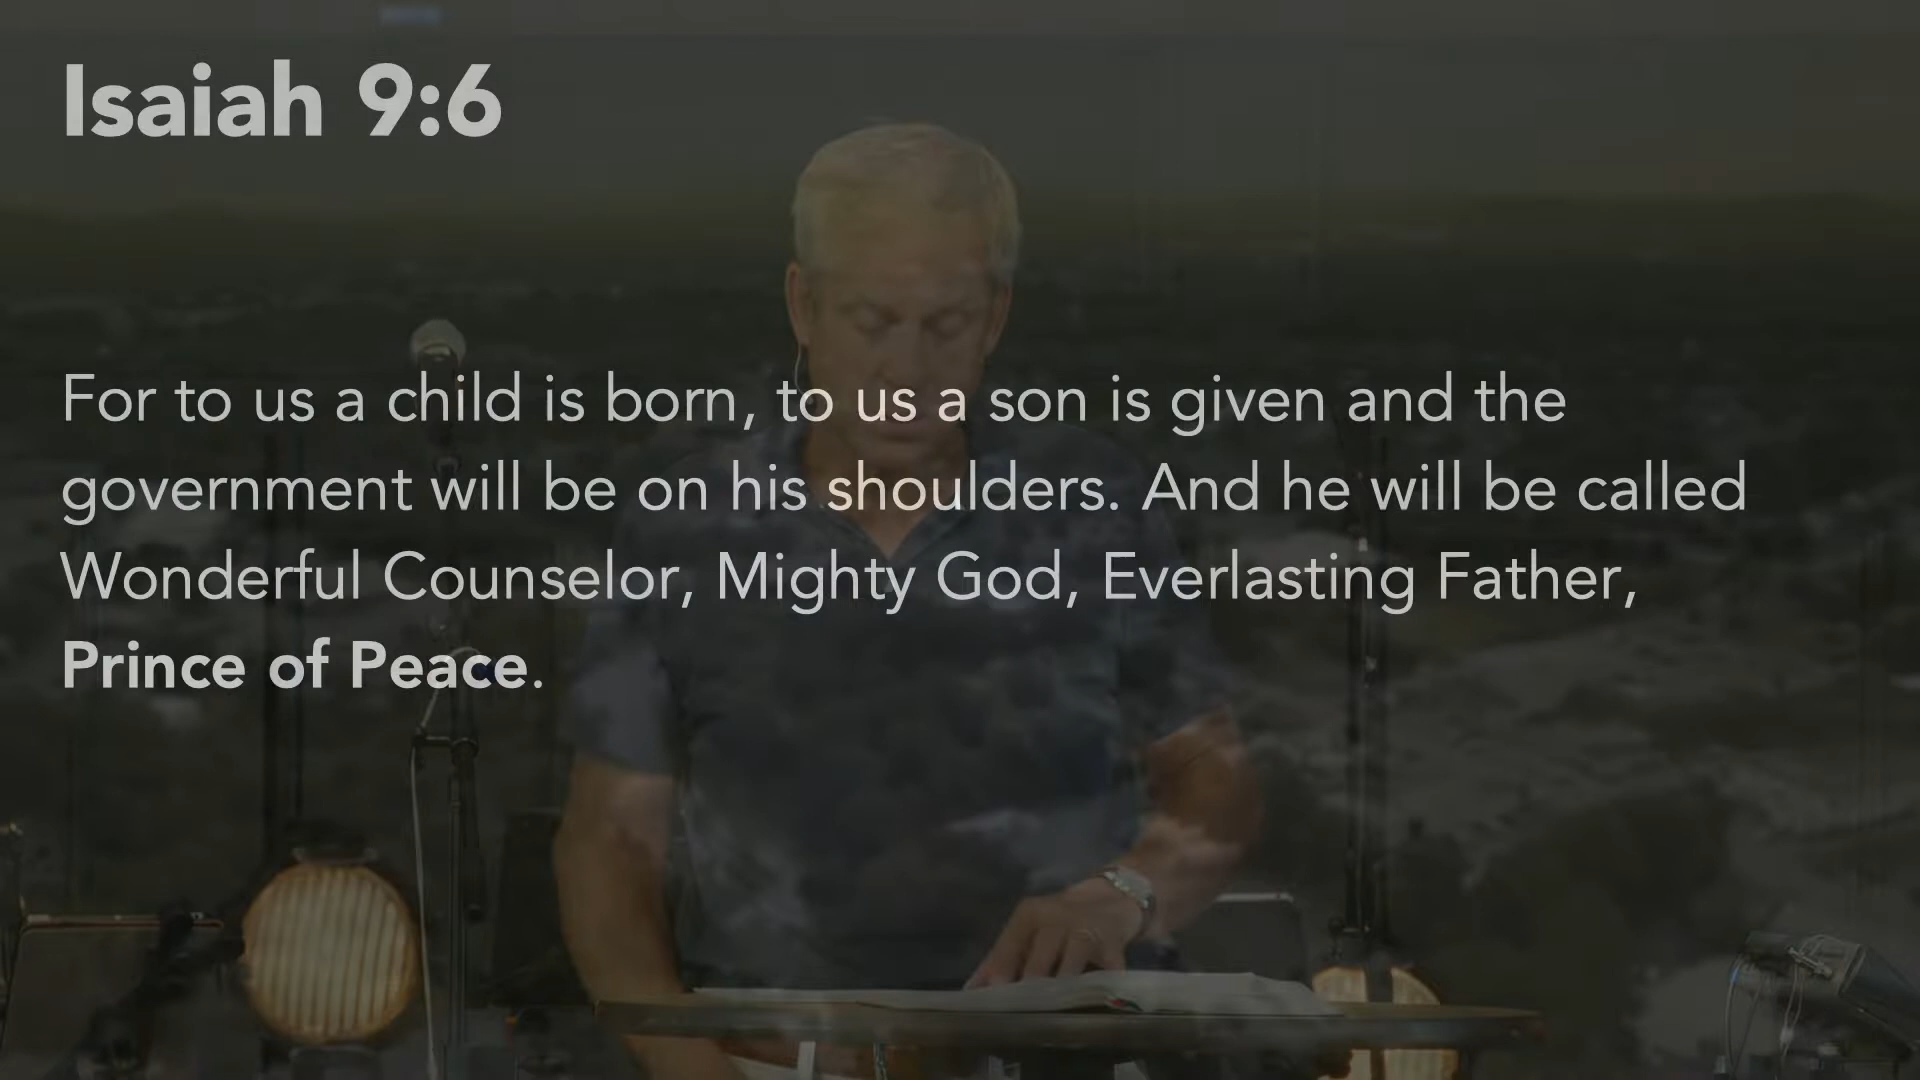 Isaiah 9:6
For to us a child is born, to us a son is given and the
government will be on his shoulders. And he will be called
Wonderful Counselor, Mighty God, Everlasting Father,
Prince of Peace.